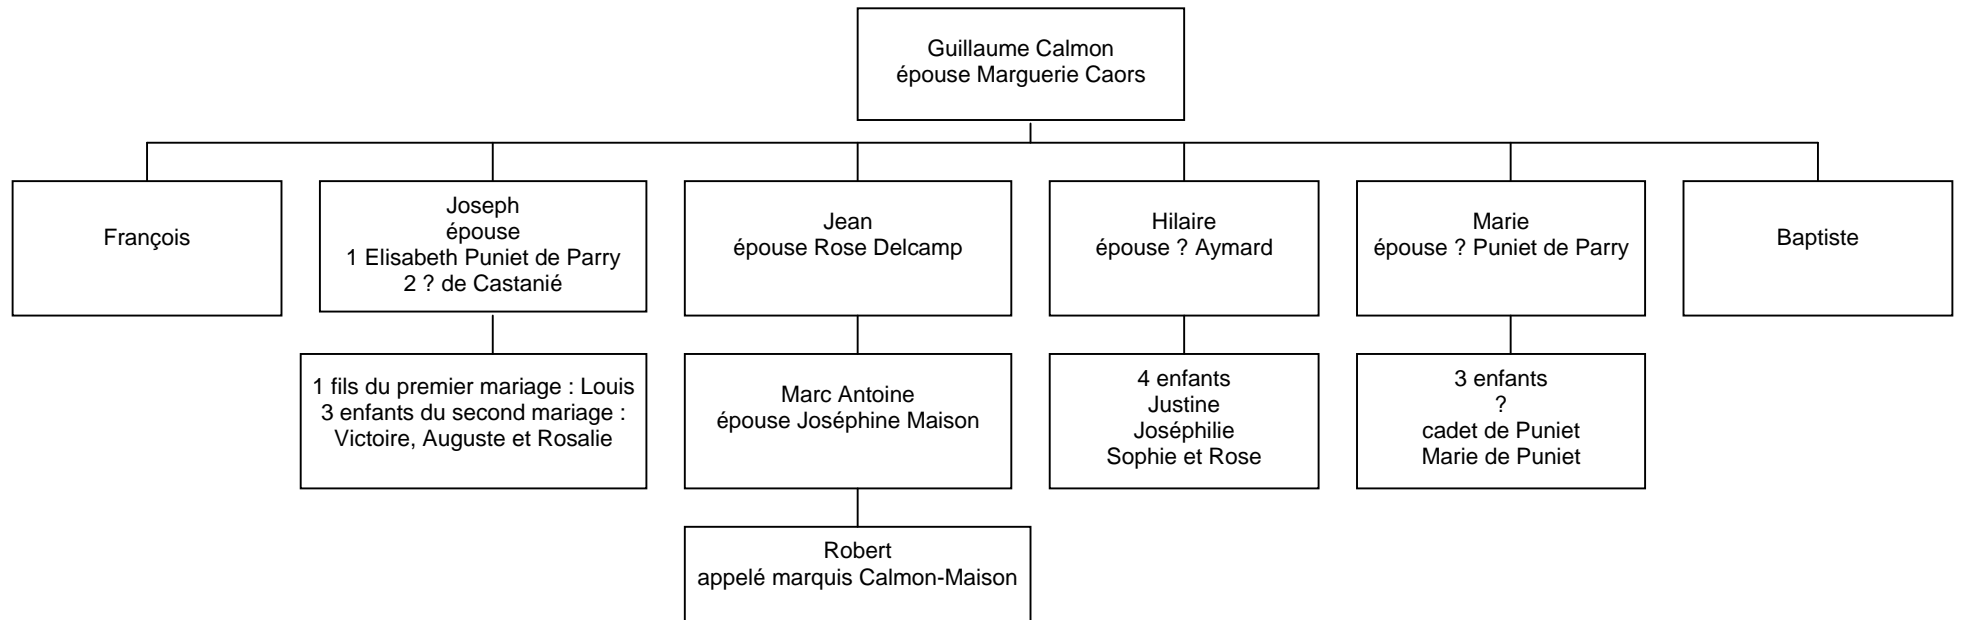 Guillaume Calmon
épouse Marguerie Caors
François
Joseph
épouse
1 Elisabeth Puniet de Parry
2 ? de Castanié
Jean
épouse Rose Delcamp
Hilaire
épouse ? Aymard
Marie
épouse ? Puniet de Parry
Baptiste
1 fils du premier mariage : Louis
3 enfants du second mariage :
Victoire, Auguste et Rosalie
Marc Antoine
épouse Joséphine Maison
4 enfants
Justine
Joséphilie
Sophie et Rose
3 enfants
?
cadet de Puniet
Marie de Puniet
Robert
appelé marquis Calmon-Maison